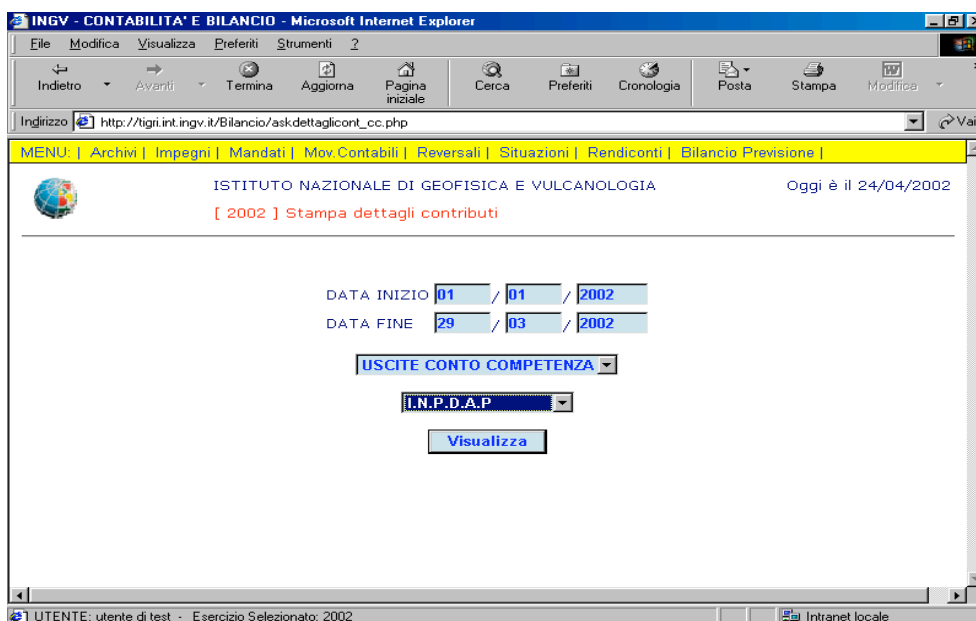 INGV - CONTABILITA' E BILANCIO - Microsoft Internet Explorer
File Modifica Visualizza Preferiti Strumenti ?
Indietro Avanti Termina Aggiorna Pagina iniziale Cerca Preferiti Cronologia Posta Stampa Modifica
Indirizzo http://tigri.int.ingv.it/Bilancio/askdettaglicont_cc.php Vai
MENU: | Archivi | Impegni | Mandati | Mov.Contabili | Reversali | Situazioni | Rendiconti | Bilancio Previsione |
ISTITUTO NAZIONALE DI GEOFISICA E VULCANOLOGIA Oggi è il 24/04/2002
[ 2002 ] Stampa dettagli contributi
DATA INIZIO 01 / 01 / 2002
DATA FINE 29 / 03 / 2002
USCITE CONTO COMPETENZA
I.N.P.D.A.P
Visualizza
UTENTE: utente di test - Esercizio Selezionato: 2002 Intranet locale